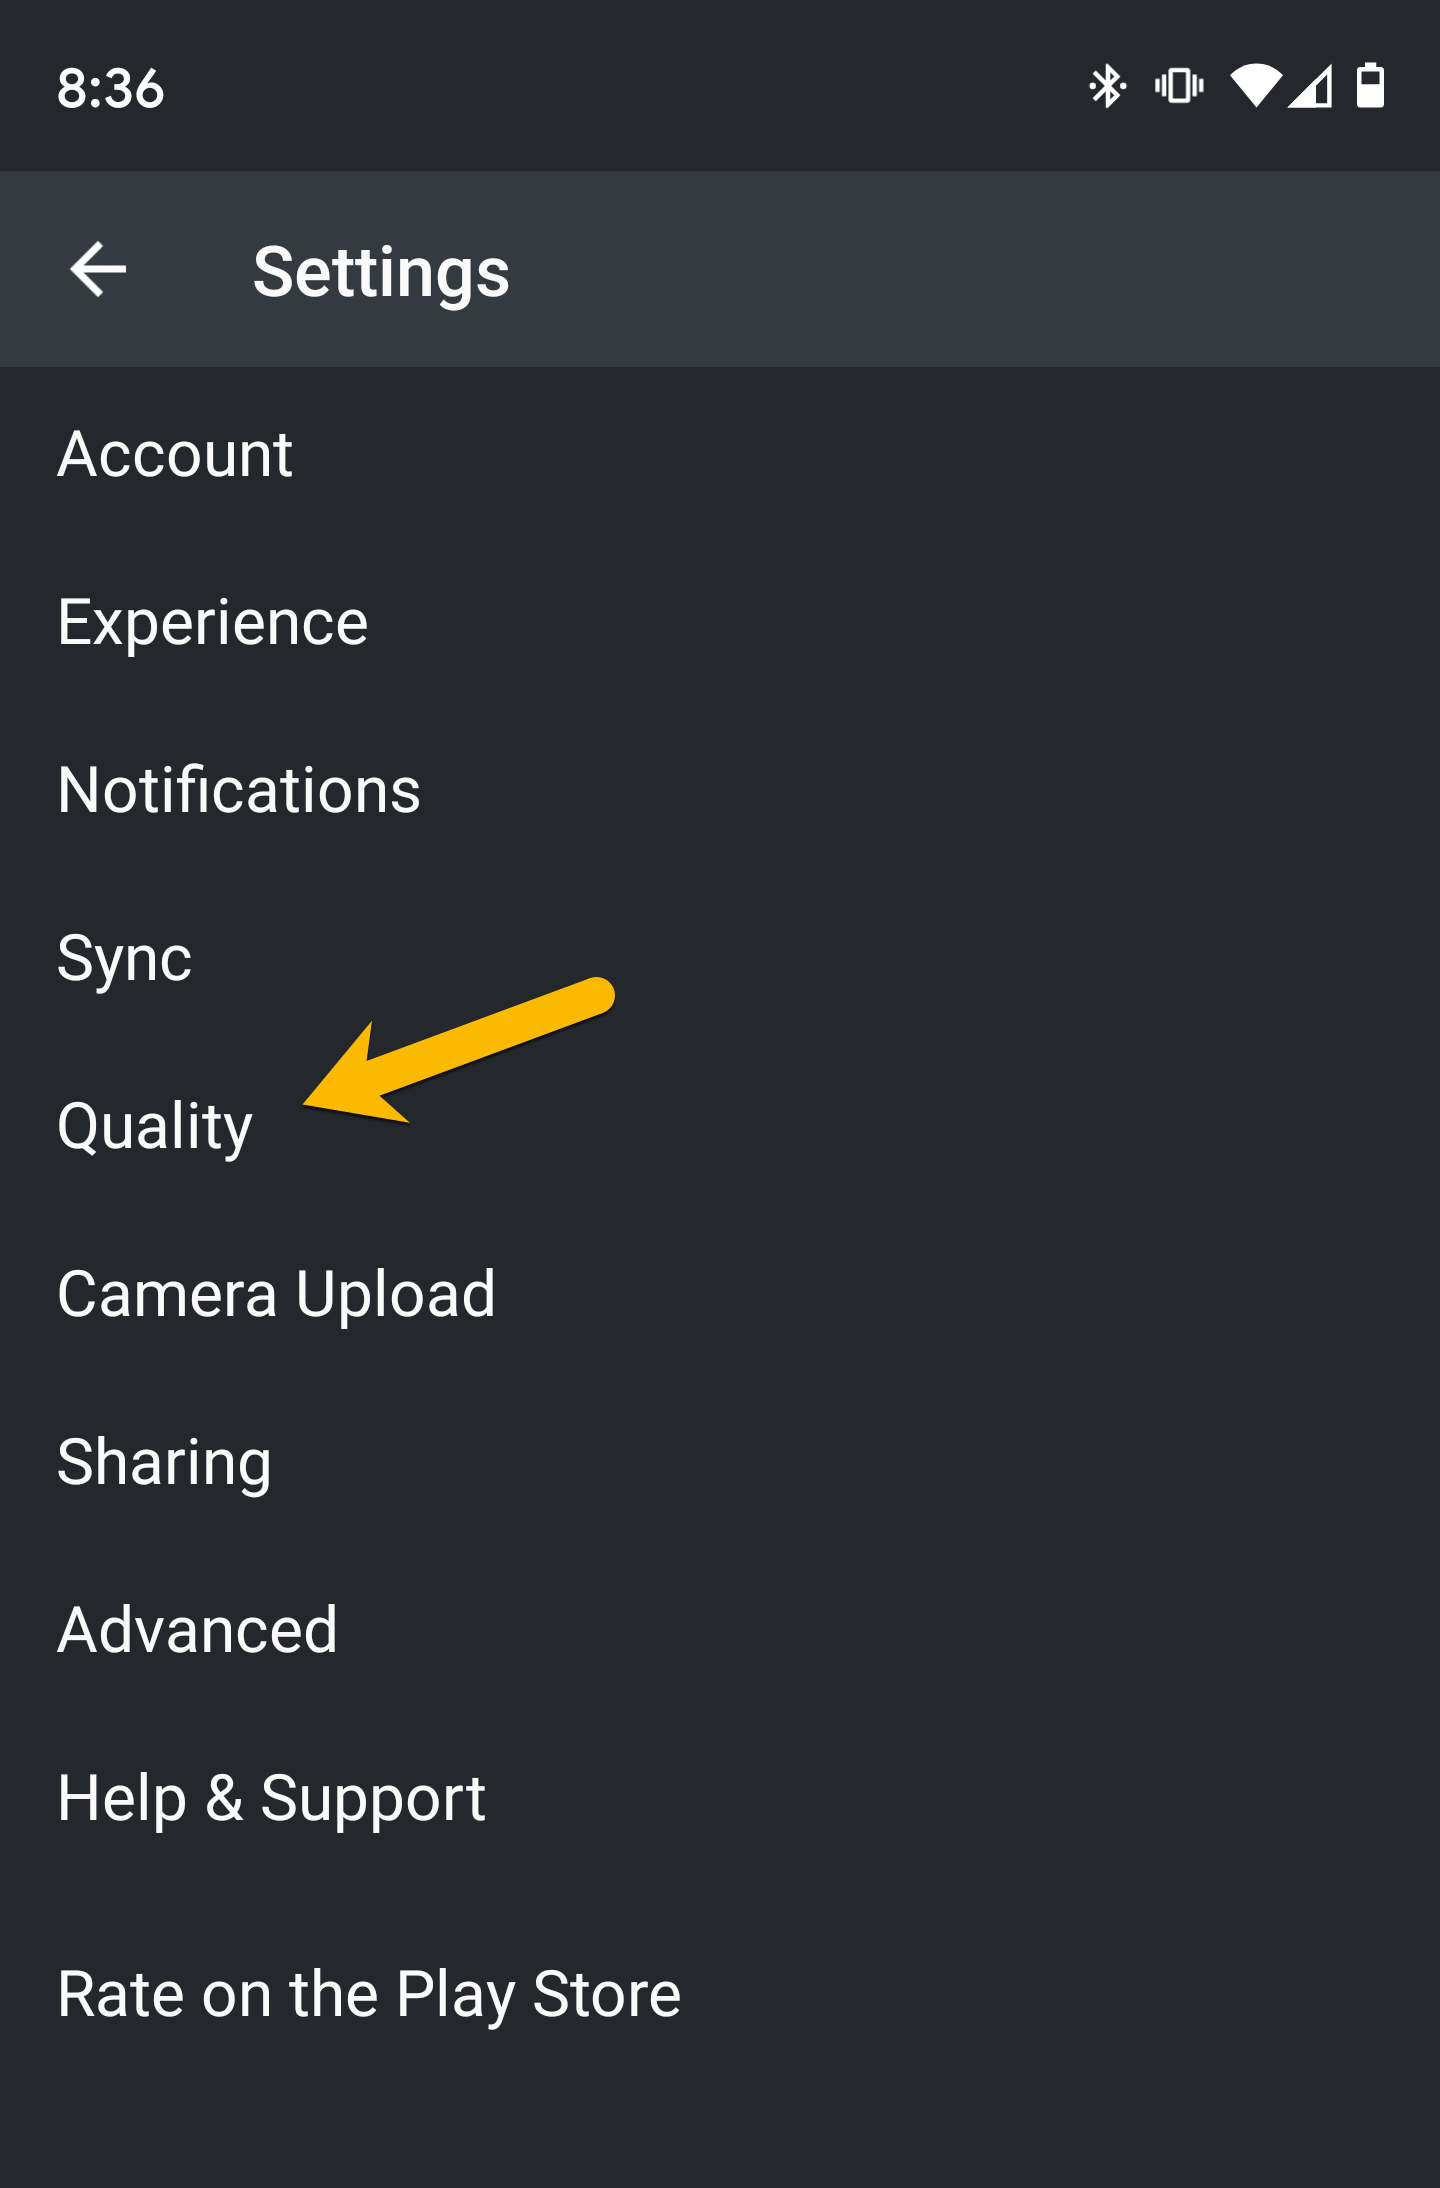 8:36
Settings
Account
Experience
Notifications
Sync
Quality
Camera Upload
Sharing
Advanced
Help & Support
Rate on the Play Store